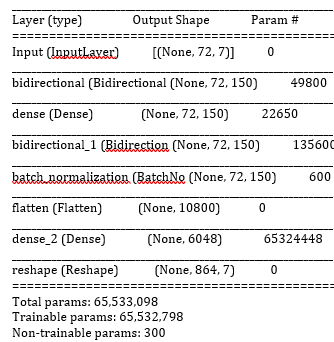 Layer (type) Output Shape Param #
Input (InputLayer) [(None, 72, 7)] 0
bidirectional (Bidirectional (None, 72, 150) 49800
dense (Dense) (None, 72, 150) 22650
bidirectional_1 (Bidirection (None, 72, 150) 135600
batch_normalization (BatchNo (None, 72, 150) 600
flatten (Flatten) (None, 10800) 0
dense_2 (Dense) (None, 6048) 65324448
reshape (Reshape) (None, 864, 7) 0
Total params: 65,533,098
Trainable params: 65,532,798
Non-trainable params: 300